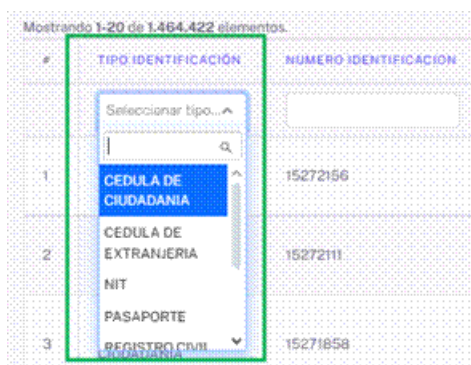 Mostrando 1-20 de 1.464.422 elementos.
# TIPO IDENTIFICACIÓN NUMERO IDENTIFICACION
Seleccionar tipo...
1 CEDULA DE CIUDADANIA 15272156
CEDULA DE
2 EXTRANJERIA 15272111
NIT
PASAPORTE
3 REGISTRO CIVIL 15271858
CIUDADANIA